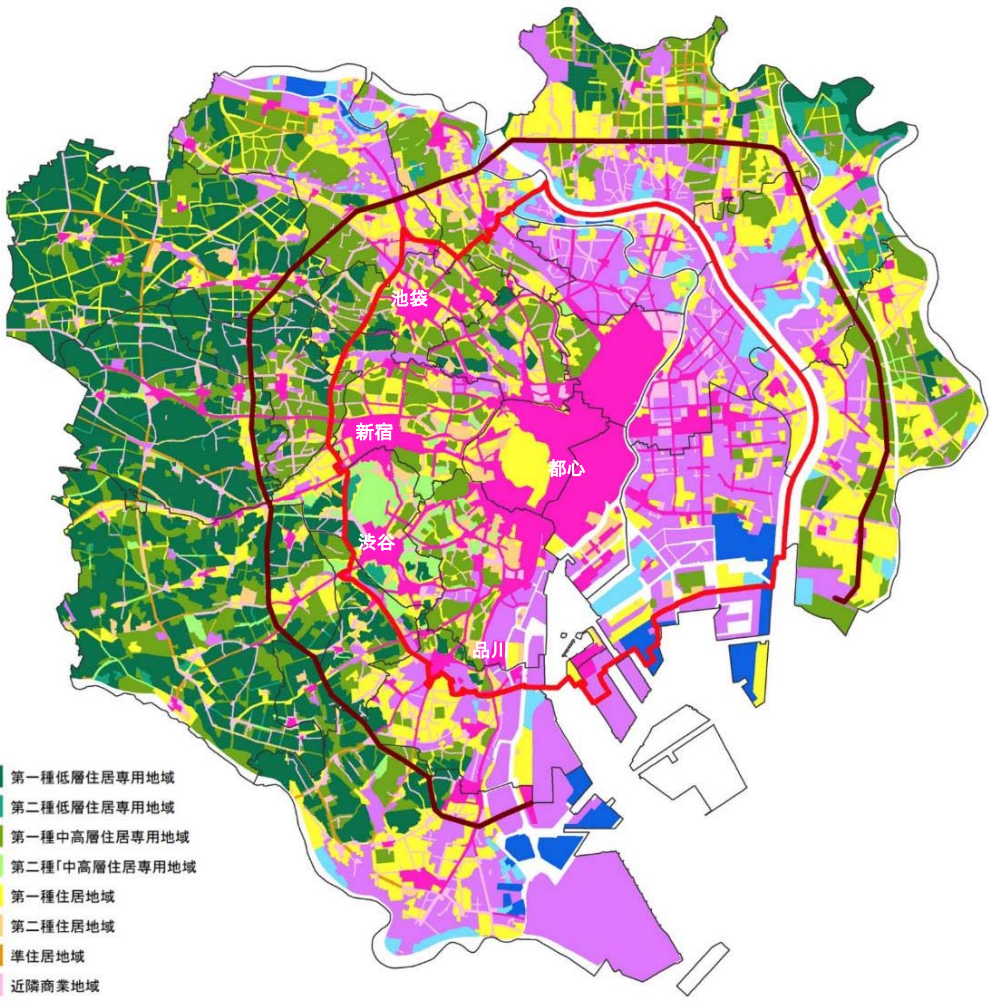 池袋
新宿
都心
渋谷
品川
第一種低層住居専用地域
第二種低層住居専用地域
第一種中高層住居専用地域
第二種「中高層住居専用地域
第一種住居地域
第二種住居地域
準住居地域
近隣商業地域